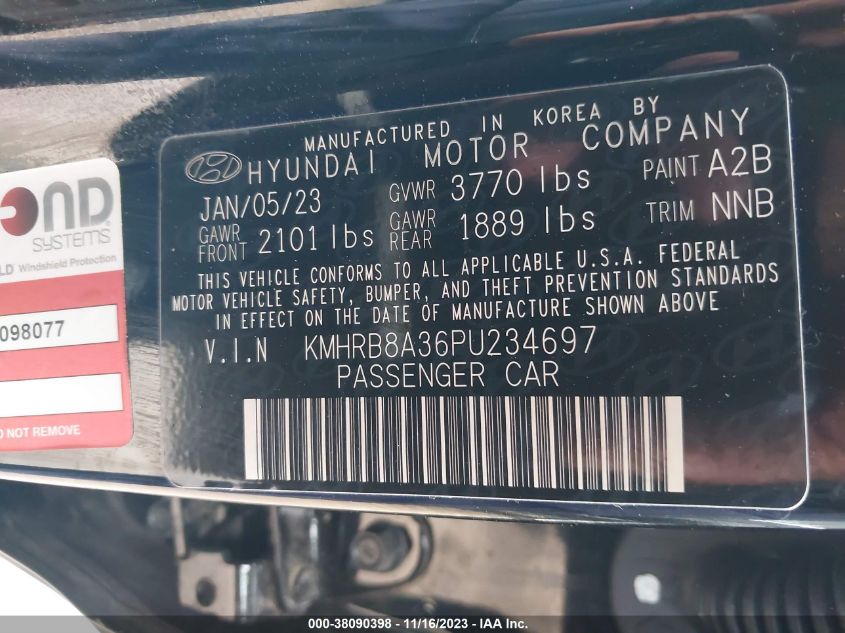 MANUFACTURED IN KOREA BY
HYUNDAI MOTOR COMPANY
JAN/05/23 GVWR 3770 lbs PAINT A2B
GAWR FRONT 2101 lbs GAWR REAR 1889 lbs TRIM NNB
THIS VEHICLE CONFORMS TO ALL APPLICABLE U.S.A. FEDERAL
MOTOR VEHICLE SAFETY, BUMPER, AND THEFT PREVENTION STANDARDS
IN EFFECT ON THE DATE OF MANUFACTURE SHOWN ABOVE
V.I.N KMHRB8A36PU234697
PASSENGER CAR
OND
SYSTEMS
LD Windshield Protection
098077
O NOT REMOVE
000-38090398 - 11/16/2023 - IAA Inc.